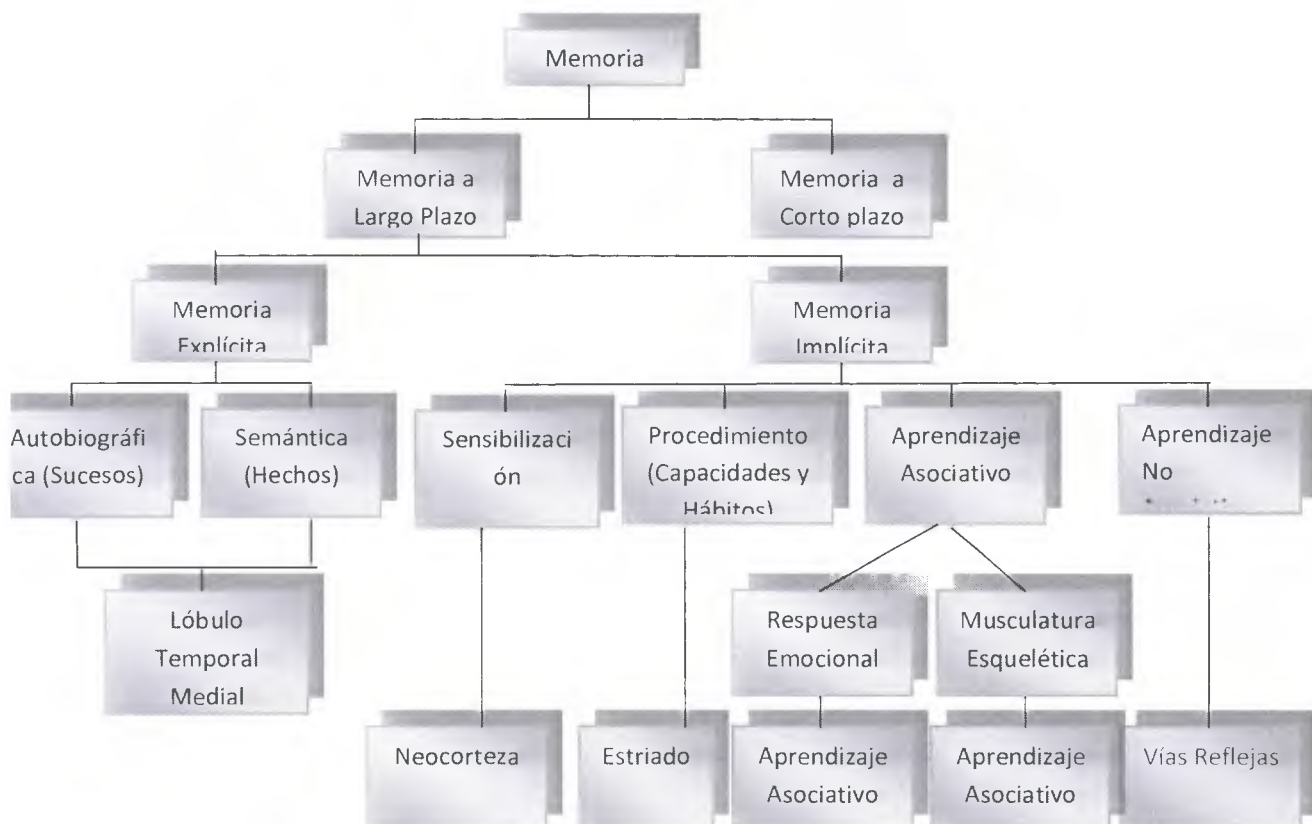 Memoria
Memoria a
Largo Plazo
Memoria a
Corto plazo
Memoria
Explícita
Memoria
Implícita
Autobiográfi
ca (Sucesos)
Semántica
(Hechos)
Sensibilizaci
ón
Procedimiento
(Capacidades y
Hábitos)
Aprendizaje
Asociativo
Aprendizaje
No
Lóbulo
Temporal
Medial
Respuesta
Emocional
Musculatura
Esquelética
Neocorteza
Estriado
Aprendizaje
Asociativo
Aprendizaje
Asociativo
Vías Reflejas